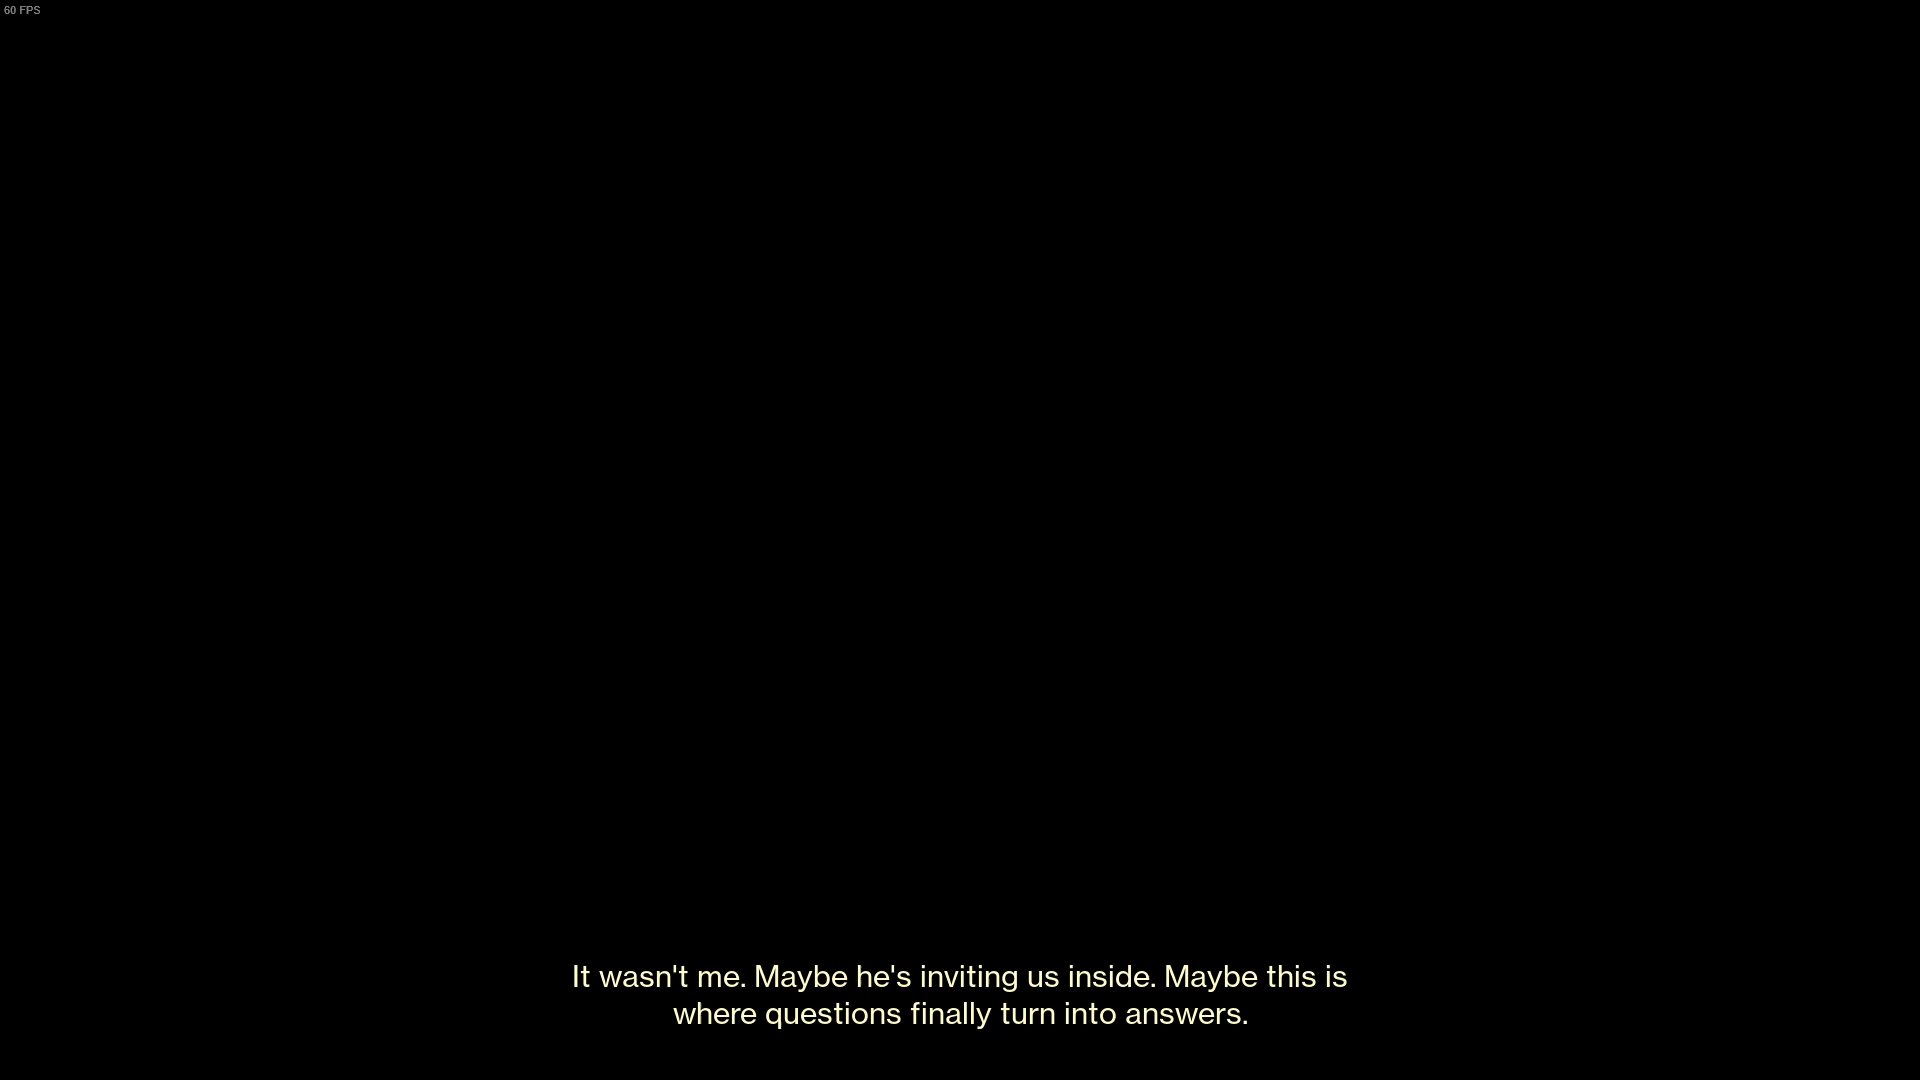 60 FPS
It wasn't me. Maybe he's inviting us inside. Maybe this is
where questions finally turn into answers.